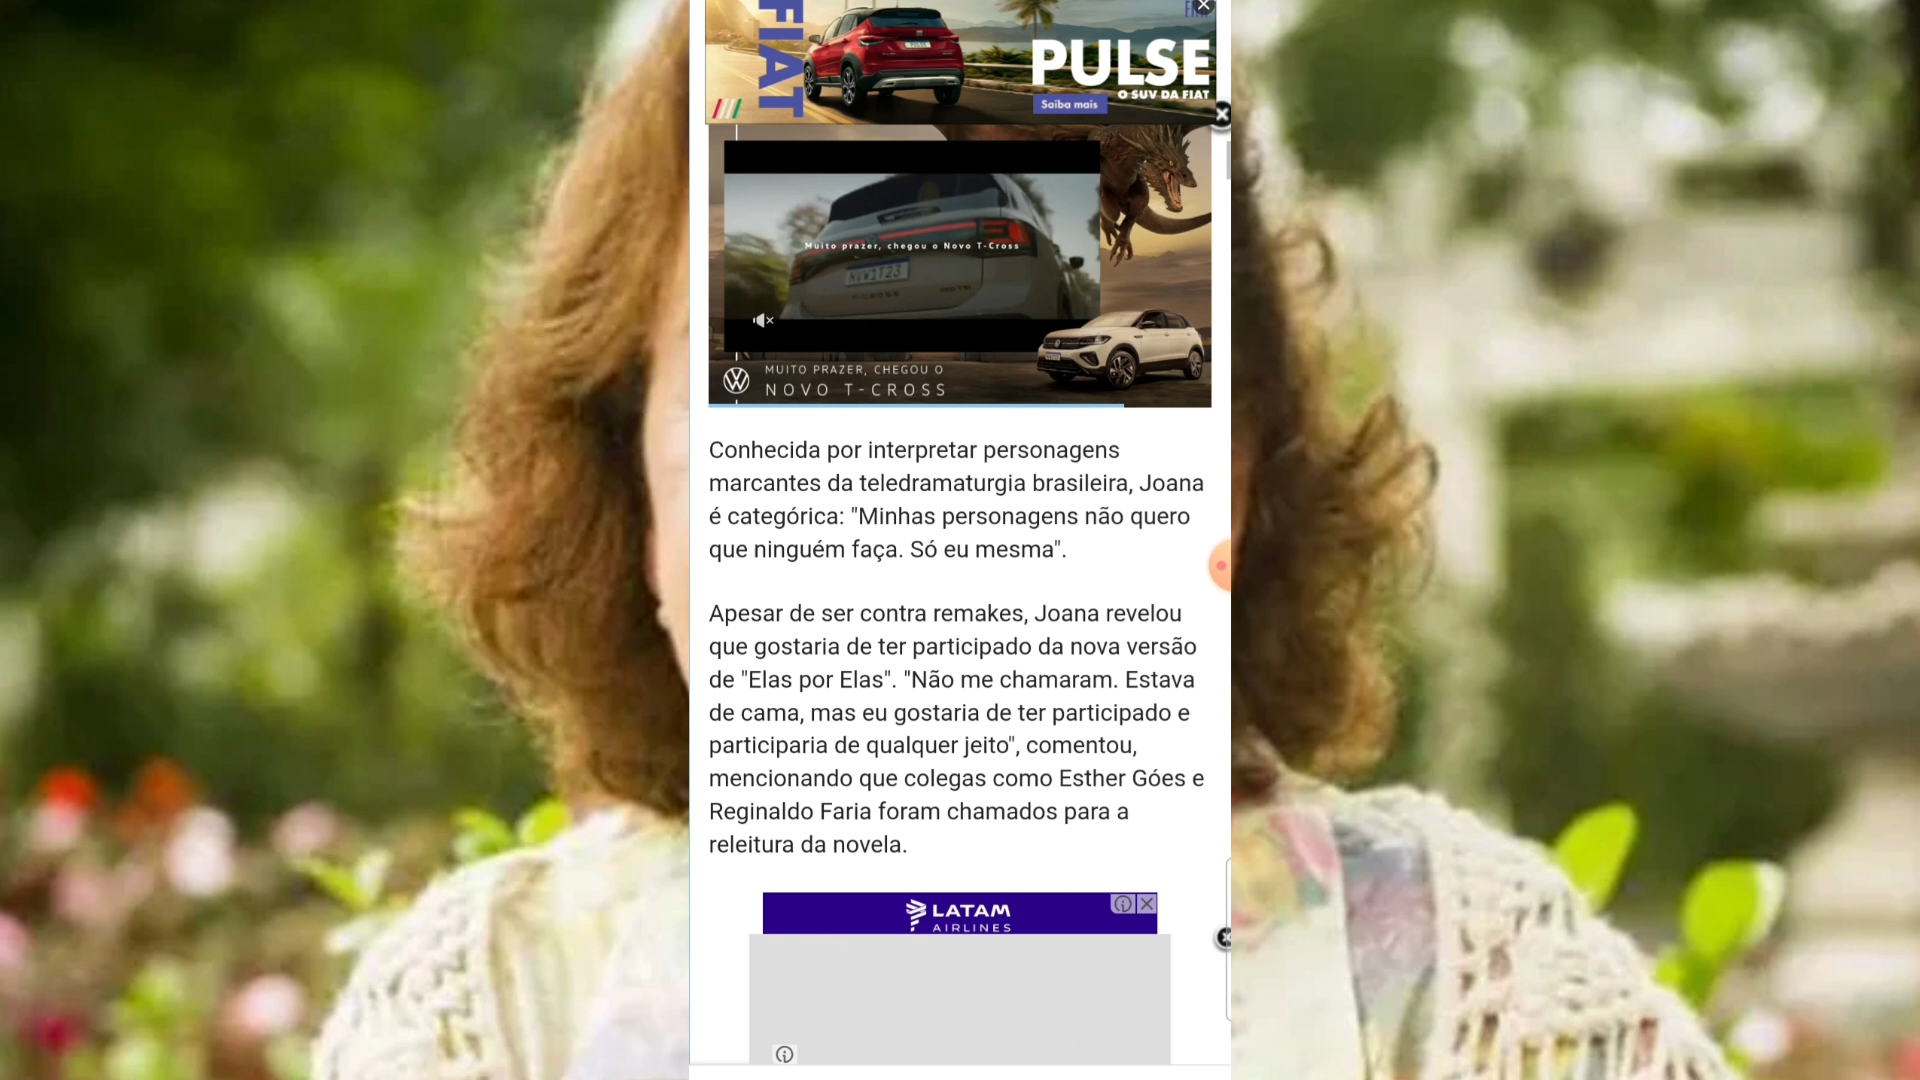 FIAT
PULSE
O SUV DA FIAT
Saiba mais
Muito prazer, chegou o Novo T-Cross
MUITO PRAZER, CHEGOU O
NOVO T-CROSS
Conhecida por interpretar personagens
marcantes da teledramaturgia brasileira, Joana
é categórica: "Minhas personagens não quero
que ninguém faça. Só eu mesma".
Apesar de ser contra remakes, Joana revelou
que gostaria de ter participado da nova versão
de "Elas por Elas". "Não me chamaram. Estava
de cama, mas eu gostaria de ter participado e
participaria de qualquer jeito", comentou,
mencionando que colegas como Esther Góes e
Reginaldo Faria foram chamados para a
releitura da novela.
LATAM
AIRLINES